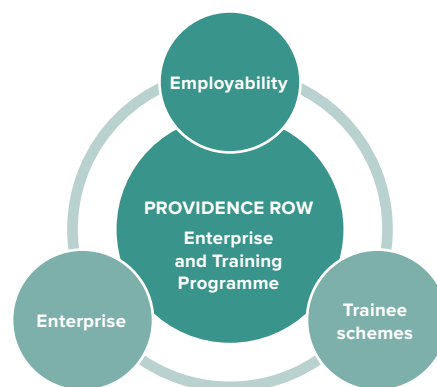 Employability
PROVIDENCE ROW
Enterprise
and Training
Programme
Enterprise
Trainee
schemes